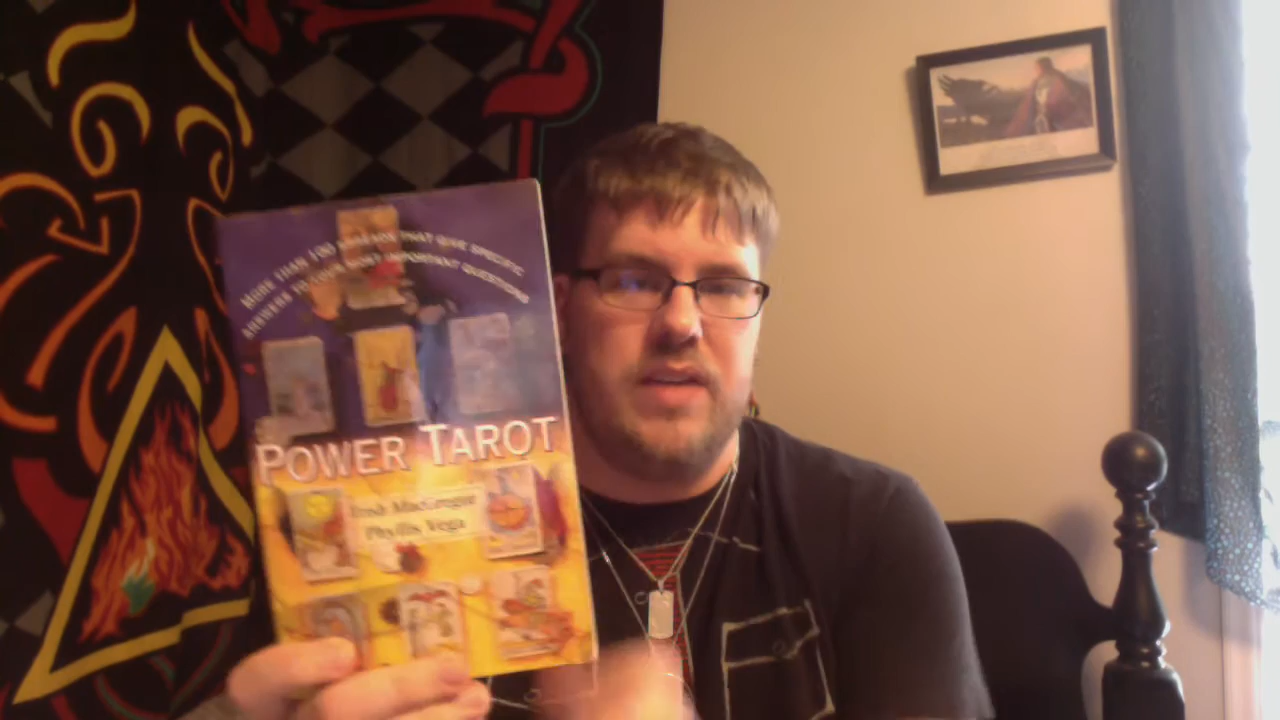 MORE THAN 100 SPREADS THAT GIVE SPECIFIC
ANSWERS TO YOUR MOST IMPORTANT QUESTIONS
POWER TAROT
Trish MacGregor
Phyllis Vega